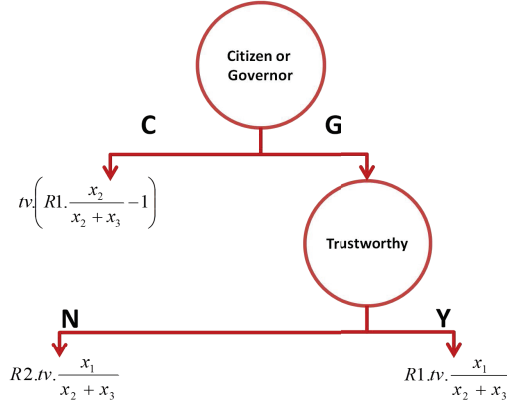 Citizen or
Governor
C
G
tv.(R1. x₂/(x₂ + x₃) −1)
Trustworthy
N
Y
R2.tv. x₁/(x₂ + x₃)
R1.tv. x₁/(x₂ + x₃)